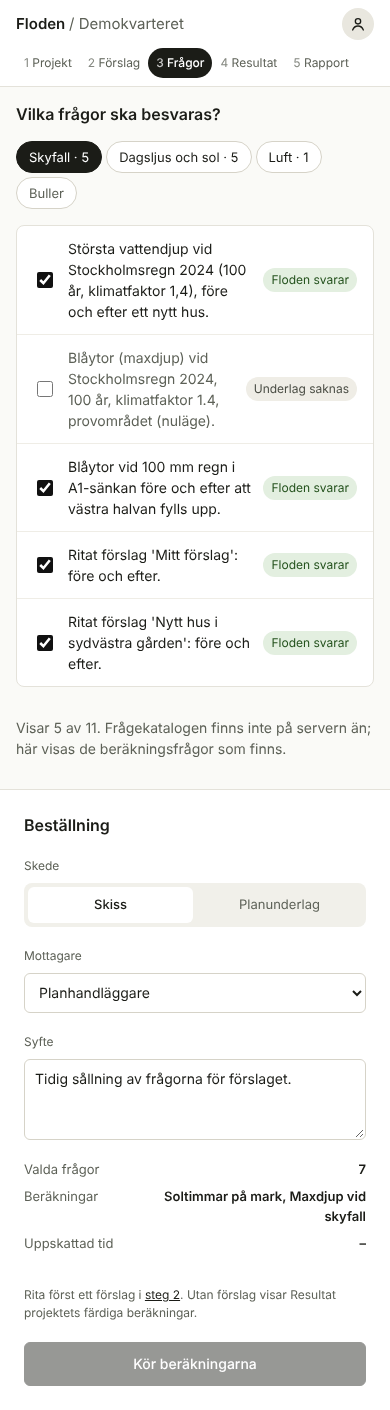 Floden / Demokvarteret
1 Projekt 2 Förslag 3 Frågor 4 Resultat 5 Rapport
Vilka frågor ska besvaras?
Skyfall · 5 Dagsljus och sol · 5 Luft · 1
Buller
Största vattendjup vid
Stockholmsregn 2024 (100
år, klimatfaktor 1,4), före
och efter ett nytt hus.
Floden svarar
Blåytor (maxdjup) vid
Stockholmsregn 2024,
100 år, klimatfaktor 1.4,
provområdet (nuläge).
Underlag saknas
Blåytor vid 100 mm regn i
A1-sänkan före och efter att
västra halvan fylls upp.
Floden svarar
Ritat förslag 'Mitt förslag':
före och efter.
Floden svarar
Ritat förslag 'Nytt hus i
sydvästra gården': före och
efter.
Floden svarar
Visar 5 av 11. Frågekatalogen finns inte på servern än;
här visas de beräkningsfrågor som finns.
Beställning
Skede
Skiss Planunderlag
Mottagare
Planhandläggare
Syfte
Tidig sållning av frågorna för förslaget.
Valda frågor 7
Beräkningar Soltimmar på mark, Maxdjup vid
skyfall
Uppskattad tid –
Rita först ett förslag i steg 2. Utan förslag visar Resultat
projektets färdiga beräkningar.
Kör beräkningarna